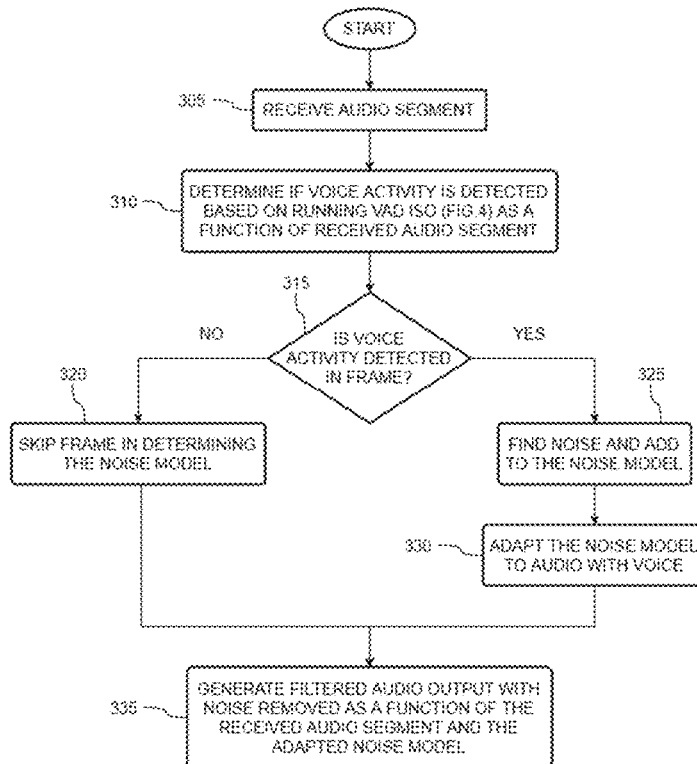 START
305
RECEIVE AUDIO SEGMENT
310
DETERMINE IF VOICE ACTIVITY IS DETECTED
BASED ON RUNNING VAD ISO (FIG.4) AS A
FUNCTION OF RECEIVED AUDIO SEGMENT
315
NO
IS VOICE
ACTIVITY DETECTED
IN FRAME?
YES
320
325
SKIP FRAME IN DETERMINING
THE NOISE MODEL
FIND NOISE AND ADD
TO THE NOISE MODEL
330
ADAPT THE NOISE MODEL
TO AUDIO WITH VOICE
335
GENERATE FILTERED AUDIO OUTPUT WITH
NOISE REMOVED AS A FUNCTION OF THE
RECEIVED AUDIO SEGMENT AND THE
ADAPTED NOISE MODEL